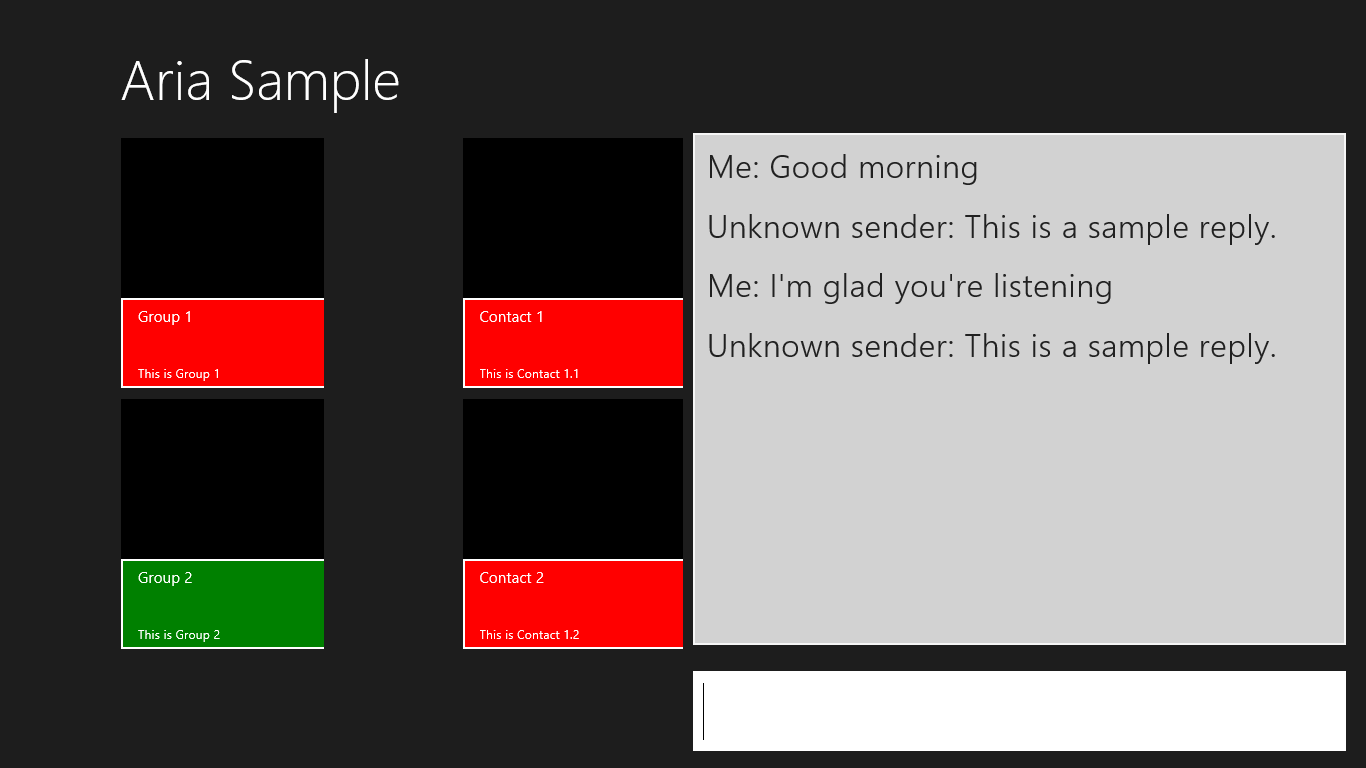 Aria Sample
Group 1
This is Group 1
Group 2
This is Group 2
Contact 1
This is Contact 1.1
Contact 2
This is Contact 1.2
Me: Good morning
Unknown sender: This is a sample reply.
Me: I'm glad you're listening
Unknown sender: This is a sample reply.